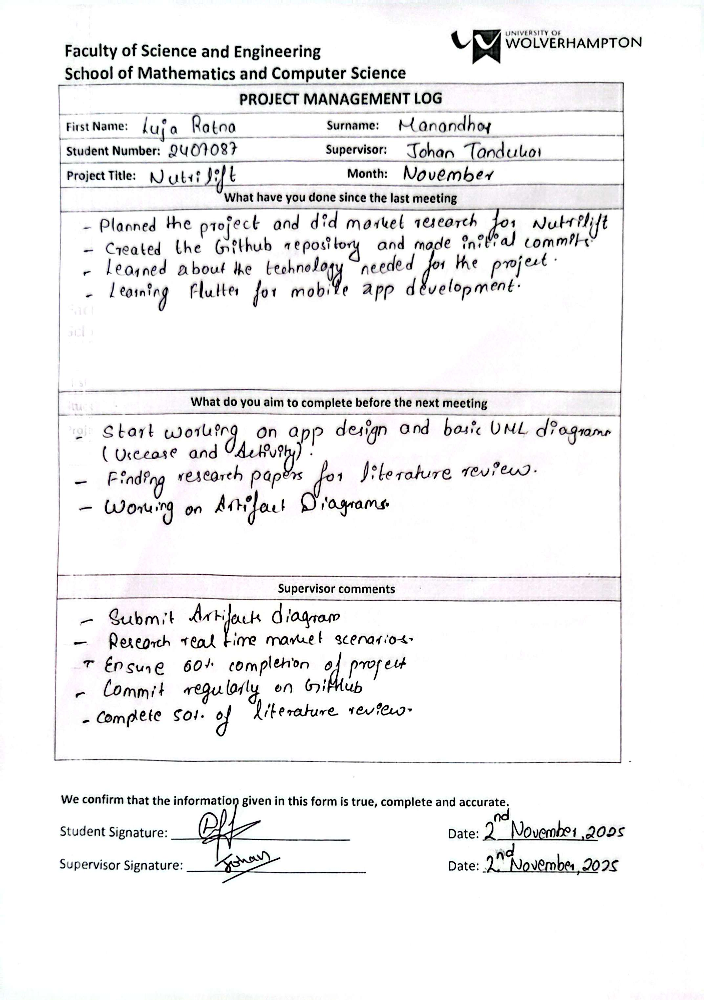 UNIVERSITY OF
WOLVERHAMPTON
Faculty of Science and Engineering
School of Mathematics and Computer Science
PROJECT MANAGEMENT LOG
First Name: Luja Ratna Surname: Manandhar
Student Number: 2407087 Supervisor: Johan Tandukar
Project Title: Nutrilift Month: November
What have you done since the last meeting
- Planned the project and did market research for Nutrilift
- Created the Github repository and made initial commits.
- Learned about the technology needed for the project.
- Learning Flutter for mobile app development.
What do you aim to complete before the next meeting
- Start working on app design and basic UML diagrams
(Usecase and Activity).
- Finding research papers for literature review.
- Working on Artifact Diagrams.
Supervisor comments
- Submit Artifacts diagram
- Research real time market scenarios.
- Ensure 60% completion of project
- Commit regularly on GitHub
- Complete 50% of literature review.
We confirm that the information given in this form is true, complete and accurate.
Student Signature: Date: 2nd November, 2025
Supervisor Signature: Johan Date: 2nd November, 2025